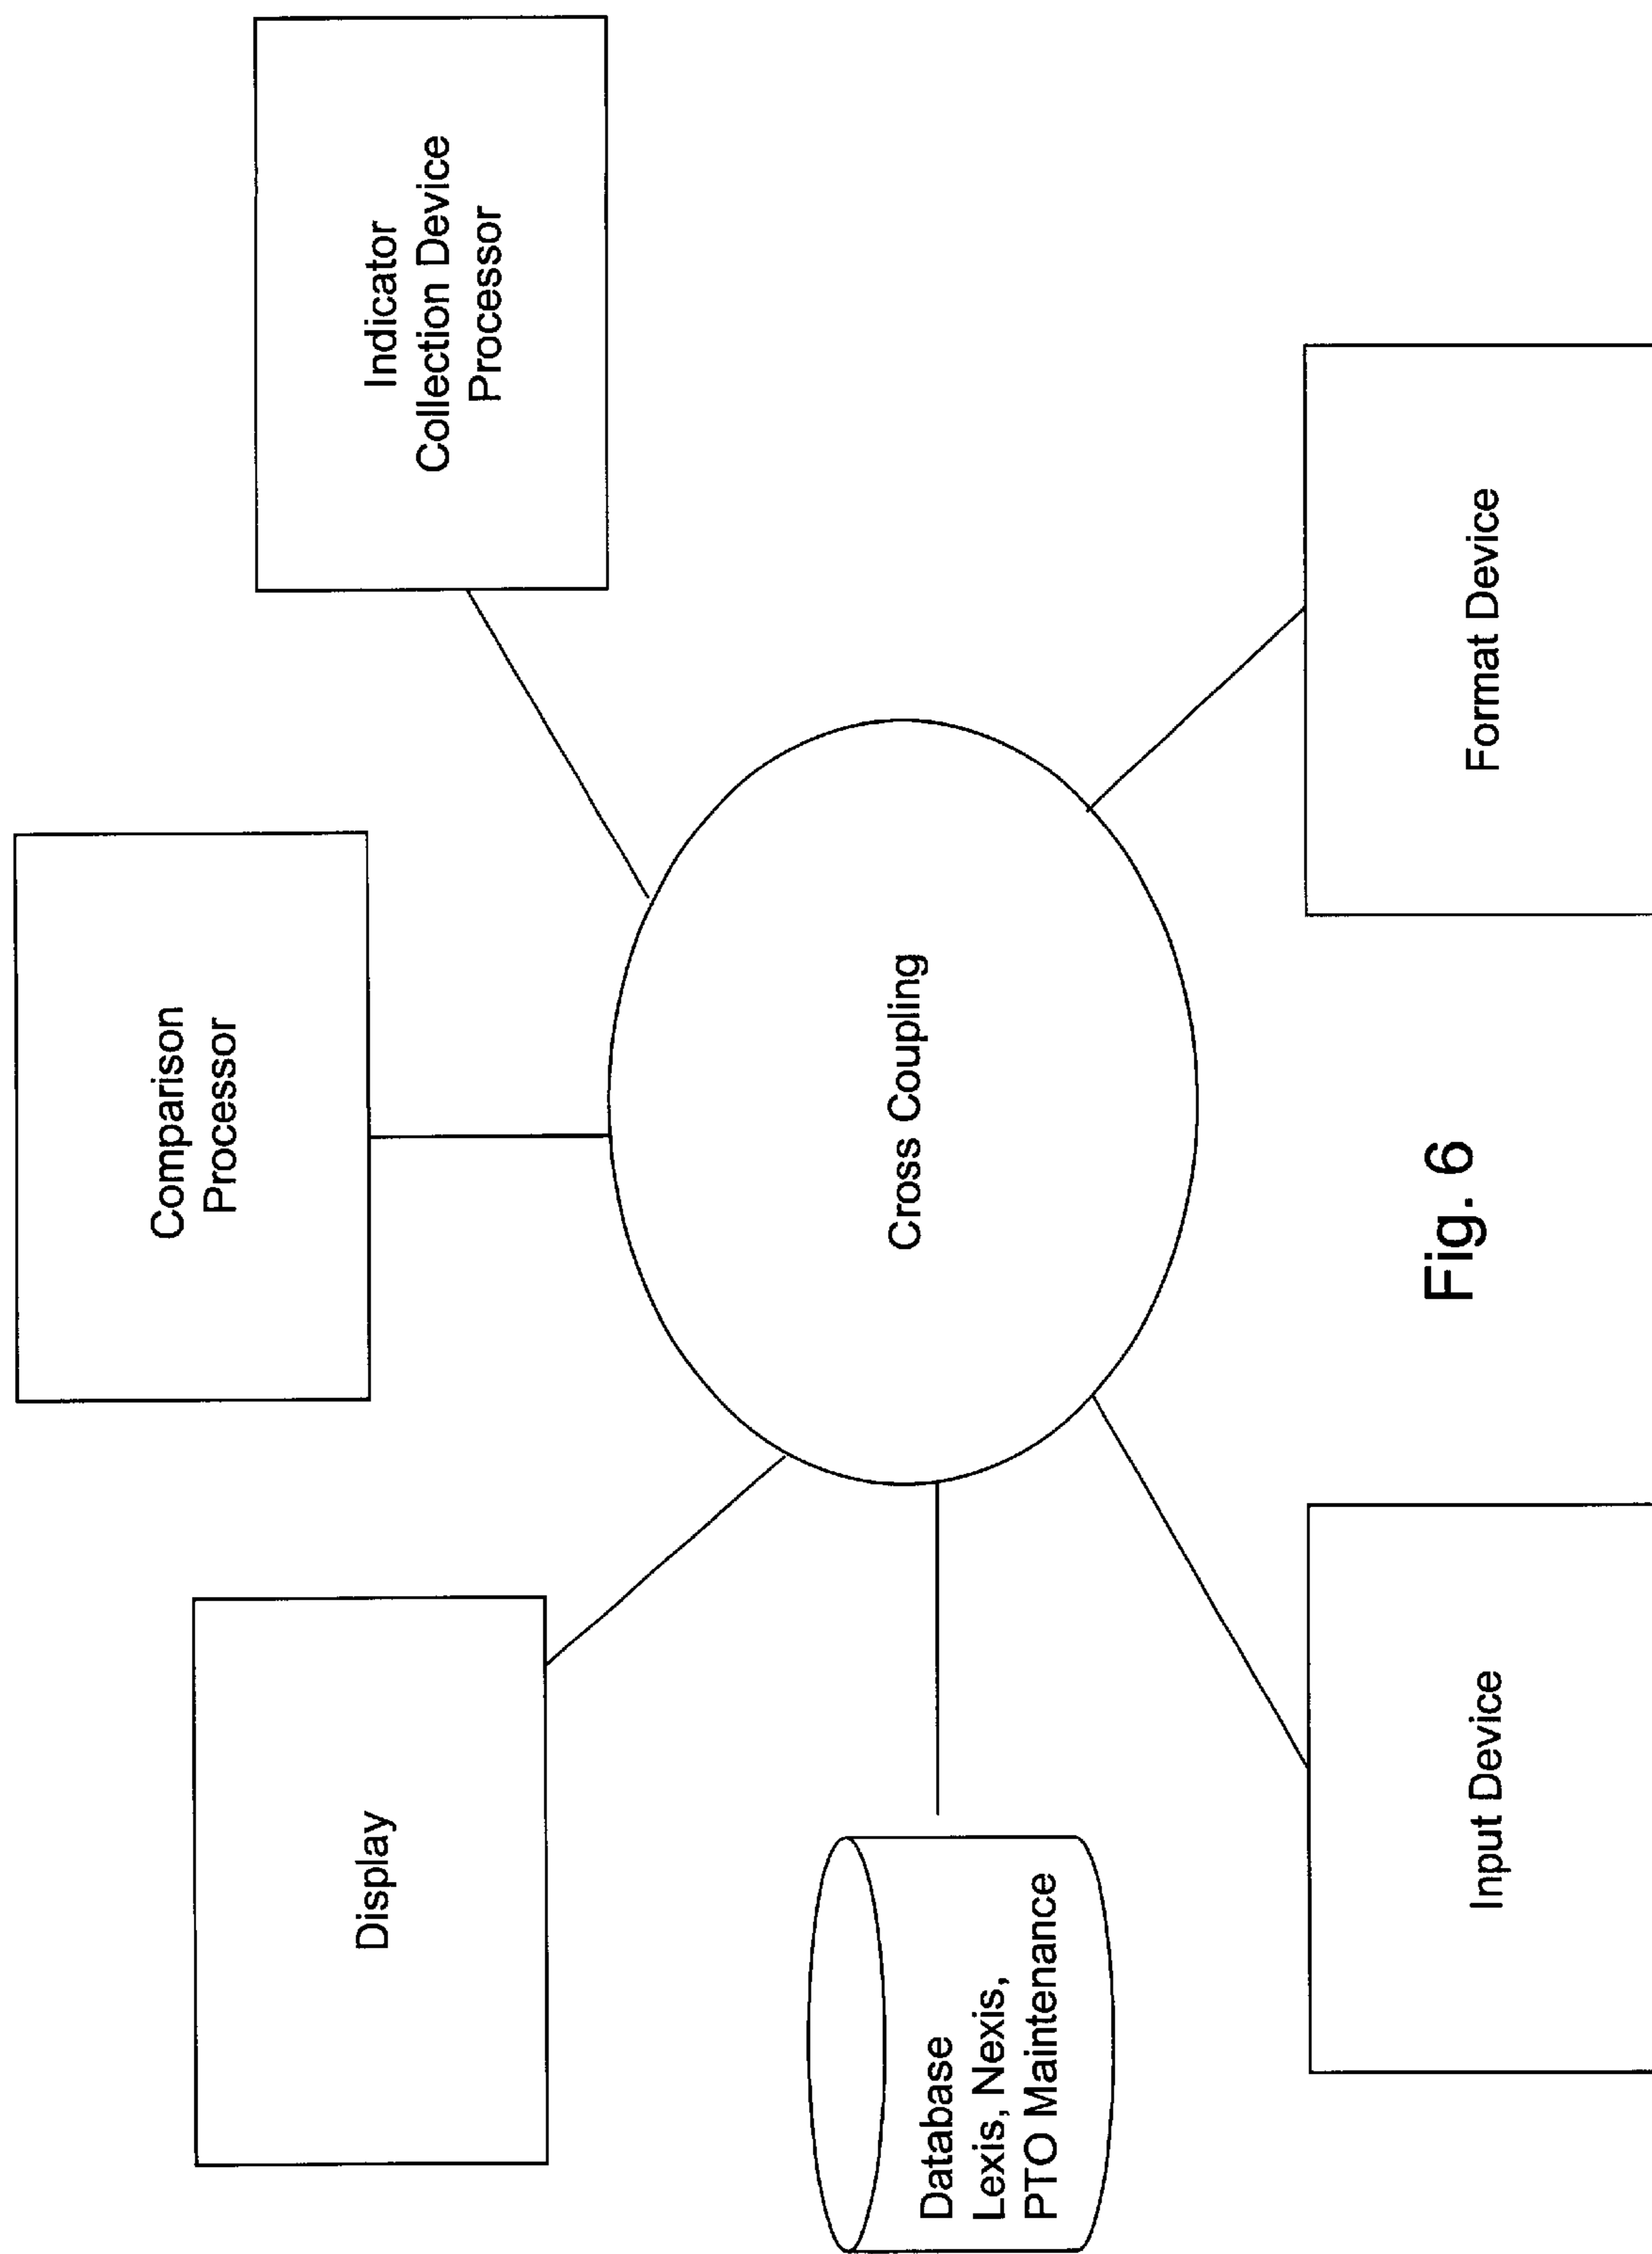 Display
Comparison
Processor
Indicator
Collection Device
Processor
Database
Lexis, Nexis,
PTO Maintenance
Cross Coupling
Input Device
Format Device
Fig. 6